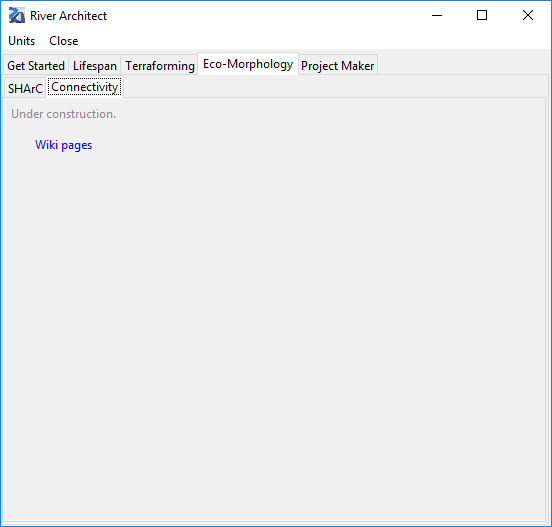 River Architect
Units Close
Get Started Lifespan Terraforming Eco-Morphology Project Maker
SHArC Connectivity
Under construction.
Wiki pages